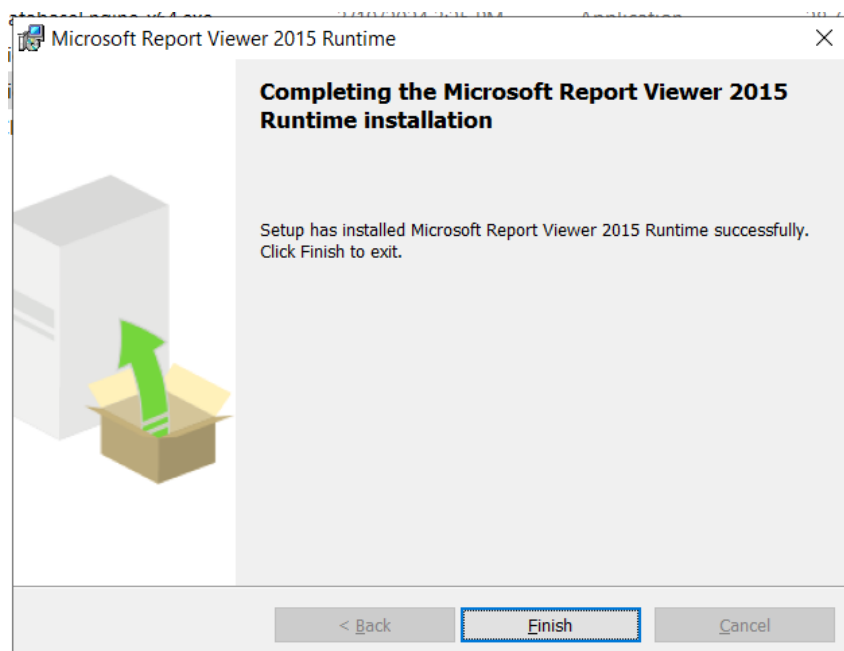 Microsoft Report Viewer 2015 Runtime
Completing the Microsoft Report Viewer 2015
Runtime installation
Setup has installed Microsoft Report Viewer 2015 Runtime successfully.
Click Finish to exit.
< Back
Finish
Cancel